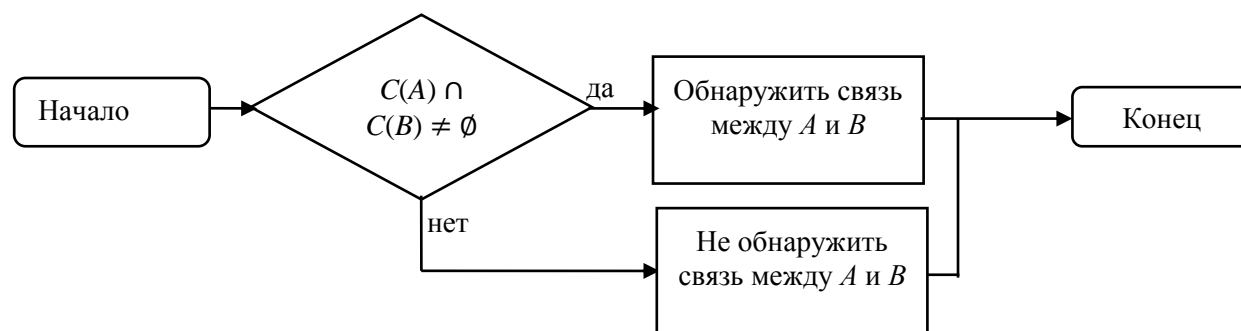 Начало
C(A) ∩
C(B) ≠ ∅
да
Обнаружить связь
между A и B
Конец
нет
Не обнаружить
связь между A и B